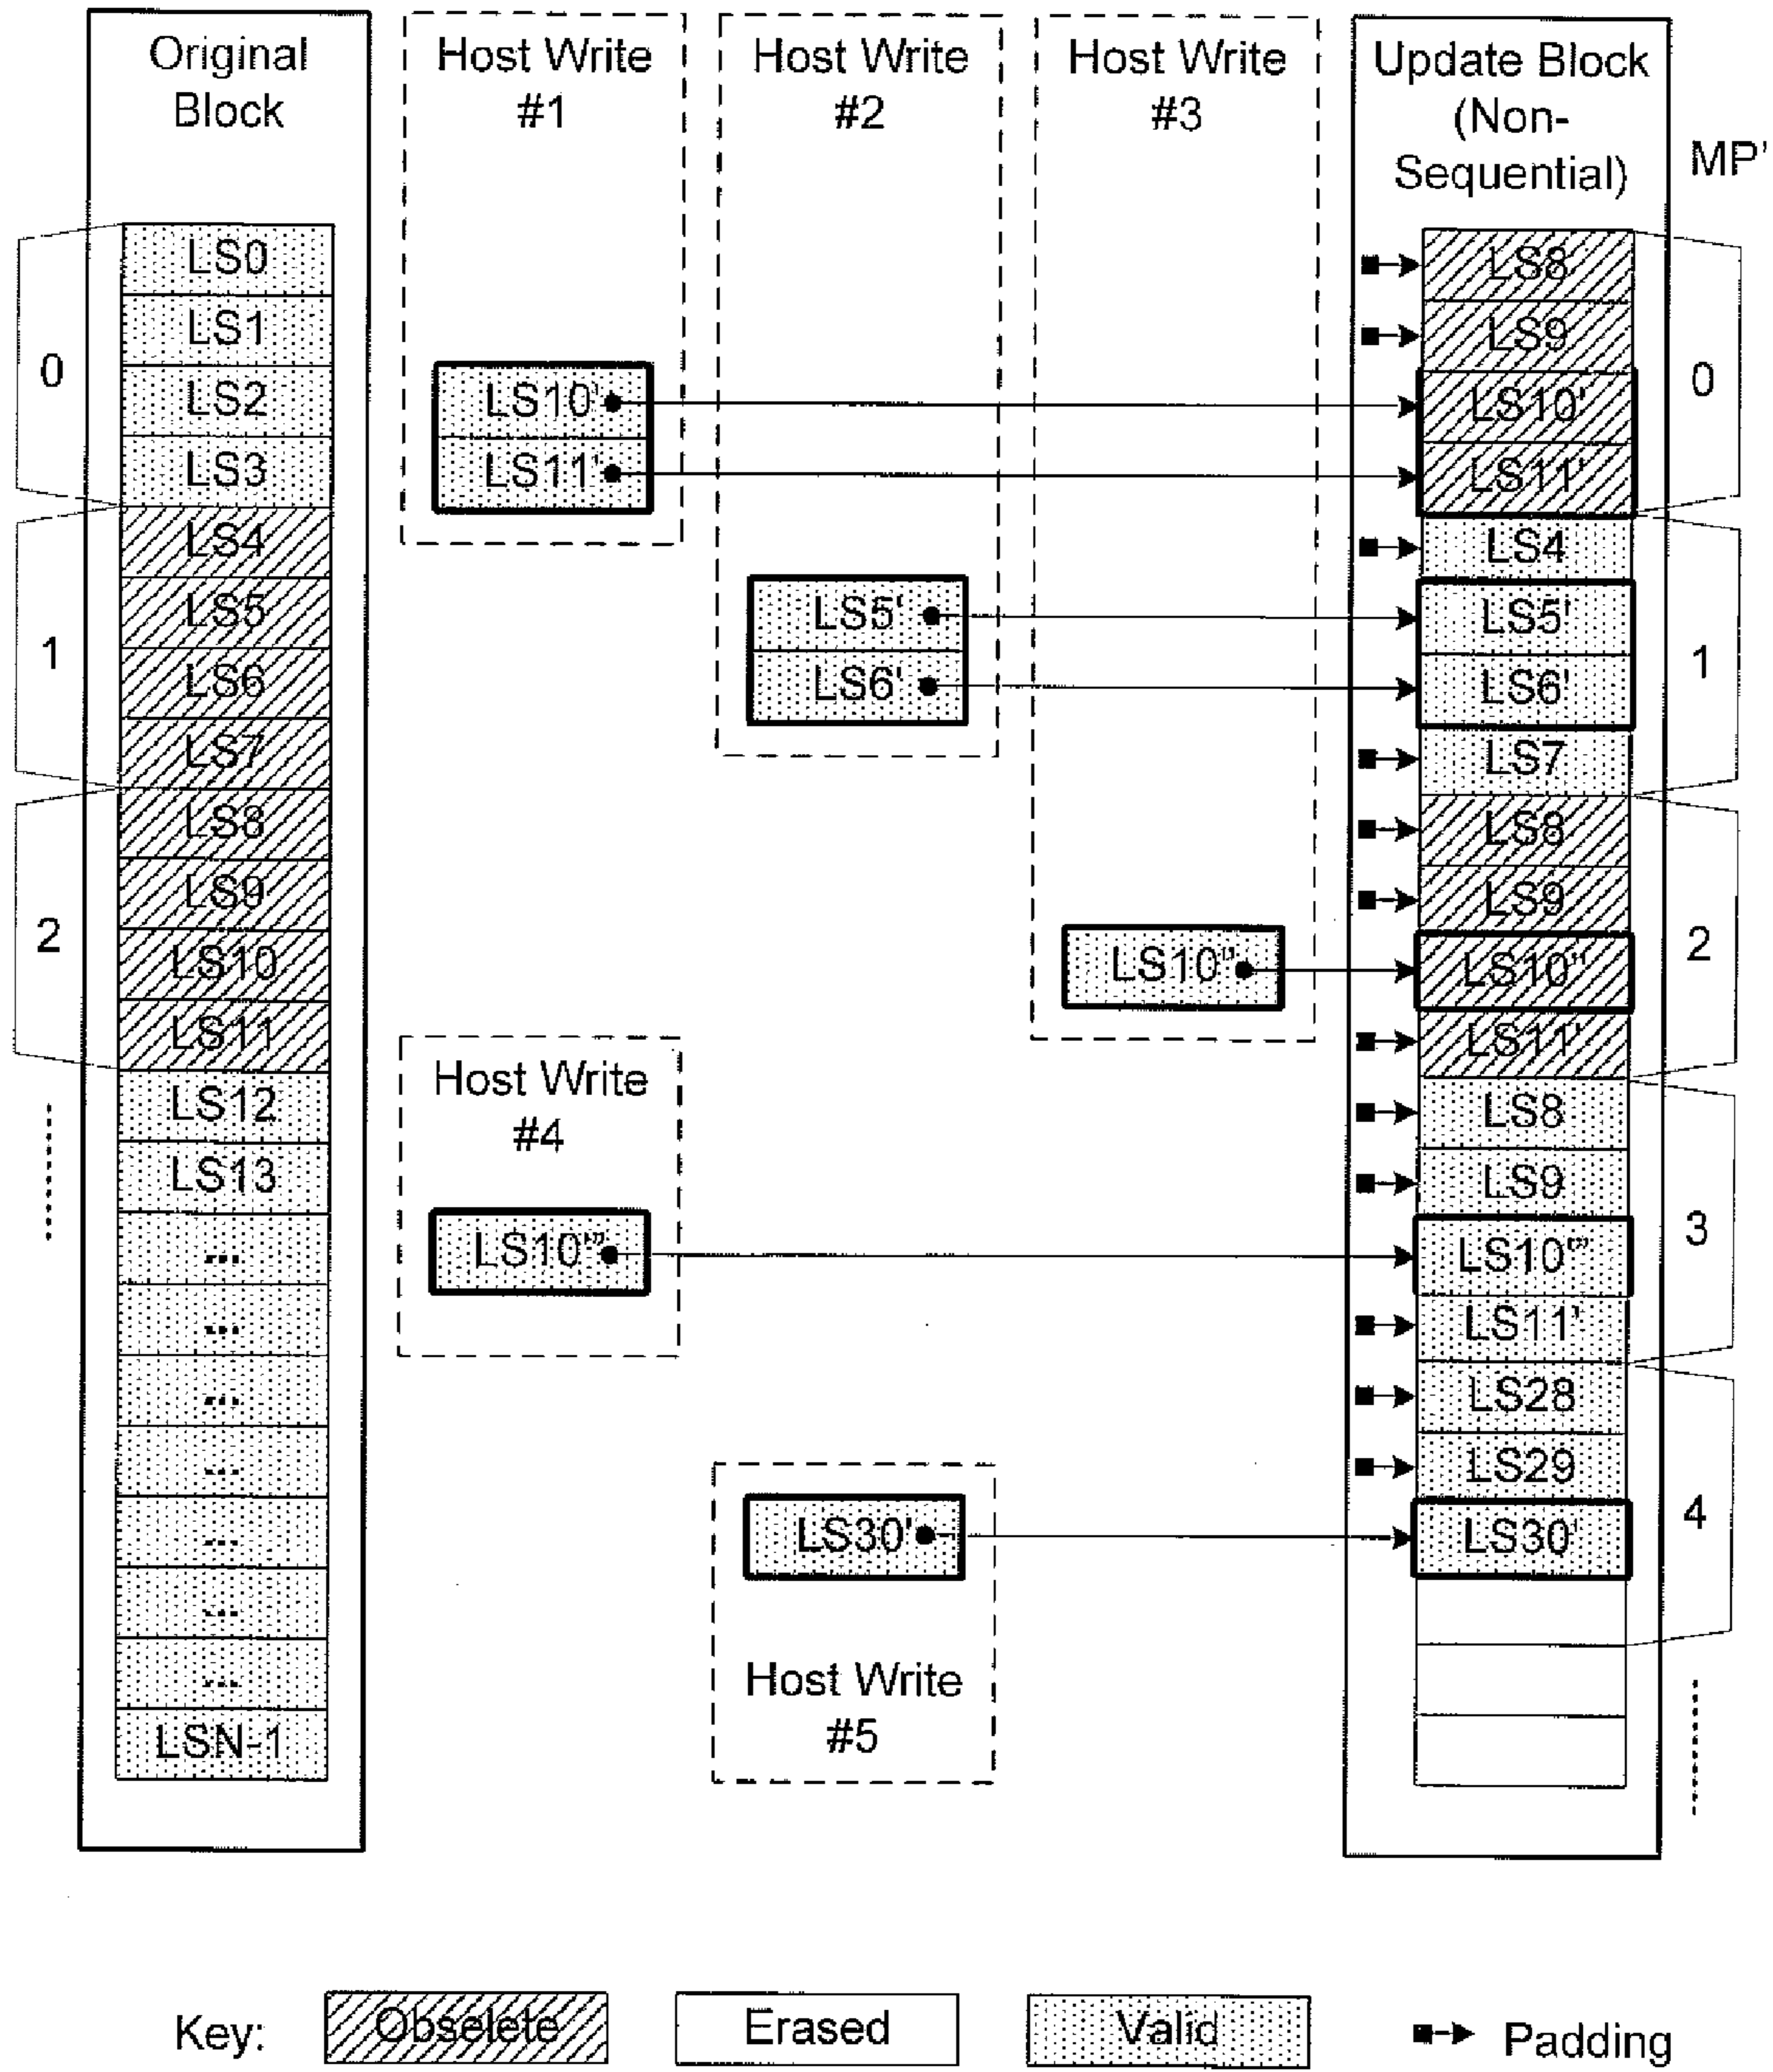 Original
Block
0
1
2
LS0
LS1
LS2
LS3
LS4
LS5
LS6
LS7
LS8
LS9
LS10
LS11
LS12
LS13
...
...
...
...
...
...
...
LSN-1
Host Write
#1
LS10'
LS11'
Host Write
#2
LS5'
LS6'
Host Write
#3
LS10''
Host Write
#4
LS10'''
LS30'
Host Write
#5
Update Block
(Non-
Sequential)
MP'
LS8
LS9
LS10'
LS11'
LS4
LS5'
LS6'
LS7
LS8
LS9
LS10''
LS11'
LS8
LS9
LS10'''
LS11'
LS28
LS29
LS30'
0
1
2
3
4
Key:
Obselete
Erased
Valid
Padding